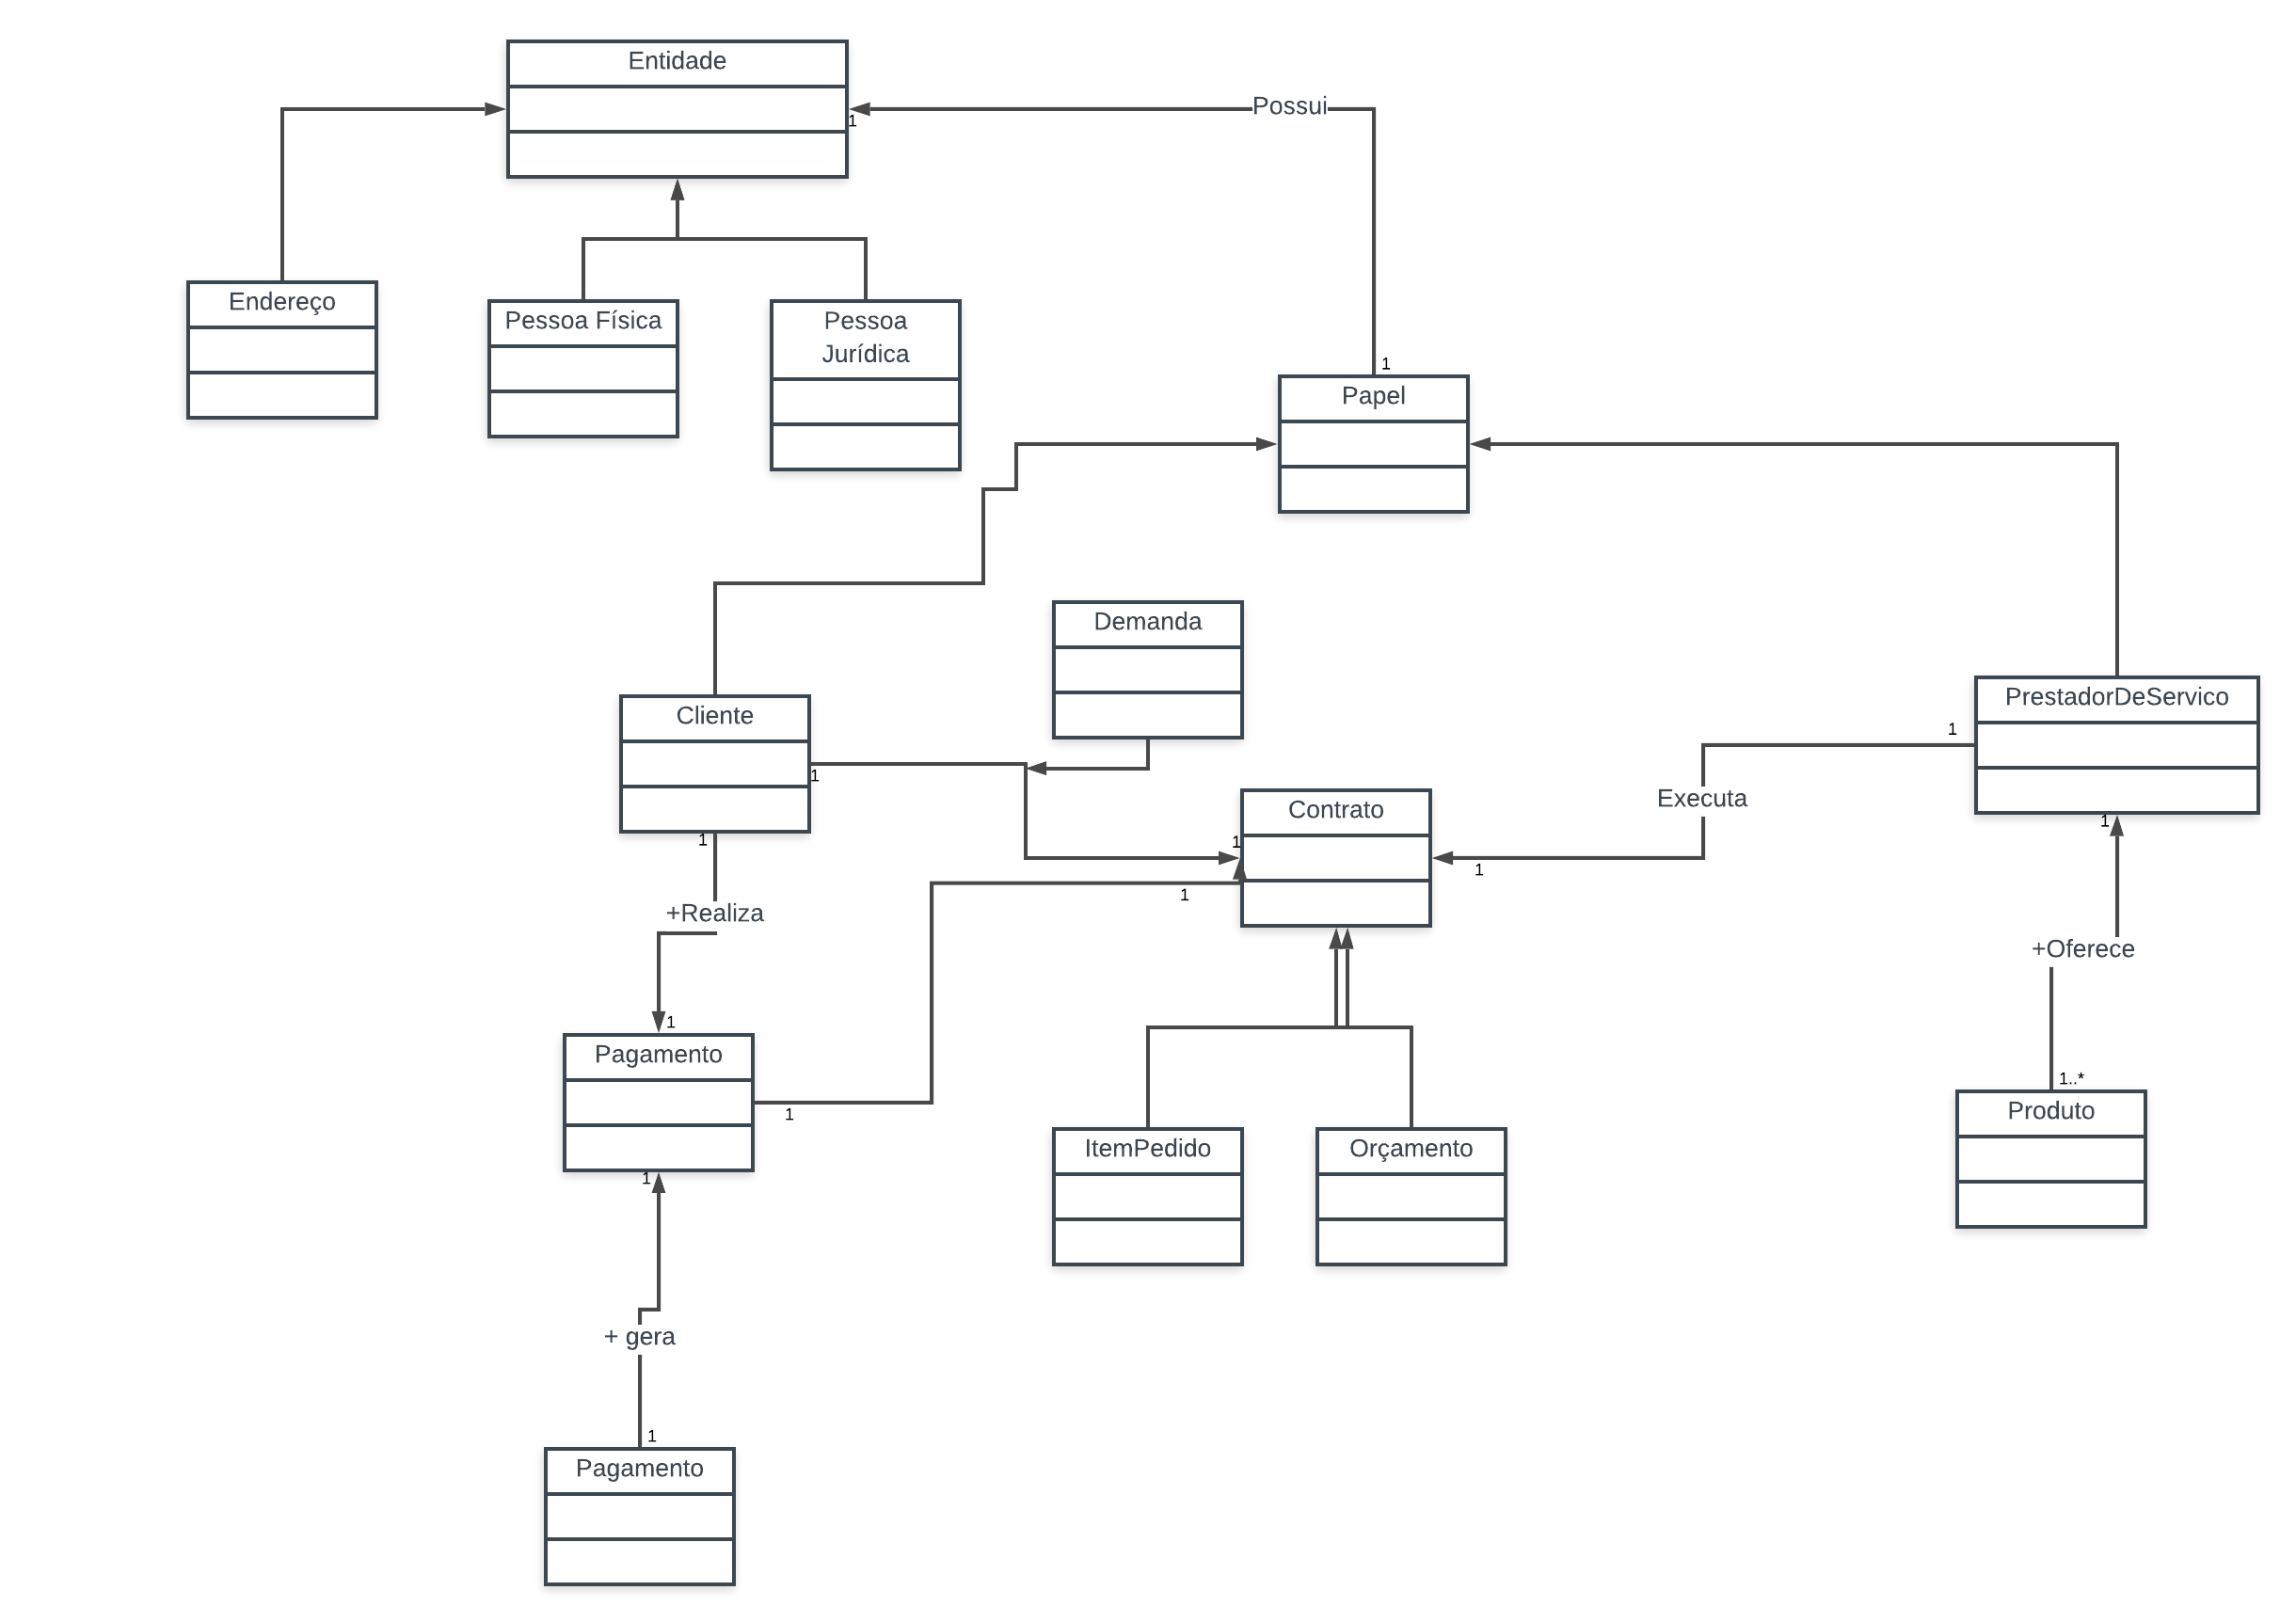 Entidade
Possui
1
Endereço
Pessoa Física
Pessoa
Jurídica
1
Papel
Demanda
Cliente
PrestadorDeServico
1
1
Executa
Contrato
1
1
1
1
1
+Realiza
+Oferece
1
1
Pagamento
1..*
Produto
1
ItemPedido
Orçamento
1
+ gera
1
Pagamento